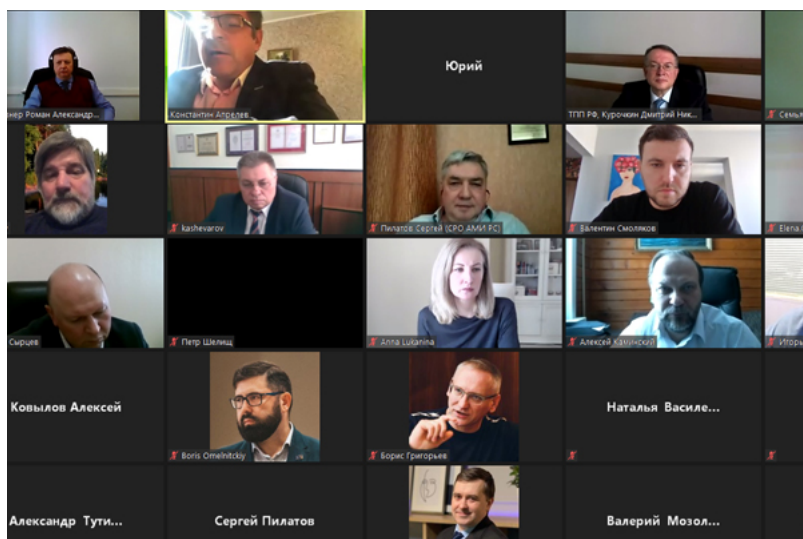 нер Роман Александр...
Константин Апрелев
Юрий
ТПП РФ, Курочкин Дмитрий Ник...
Семья
kashevarov
Пилатов Сергей (СРО АМИ РС)
Валентин Смоляков
Elena.
Сырцев
Петр Шелищ
Anna Lukanina
Алексей Каминский
Игорь
Ковылов Алексей
Boris Omelnitckiy
Борис Григорьев
Наталья Василе...
Александр Тути...
Сергей Пилатов
Валерий Мозол...